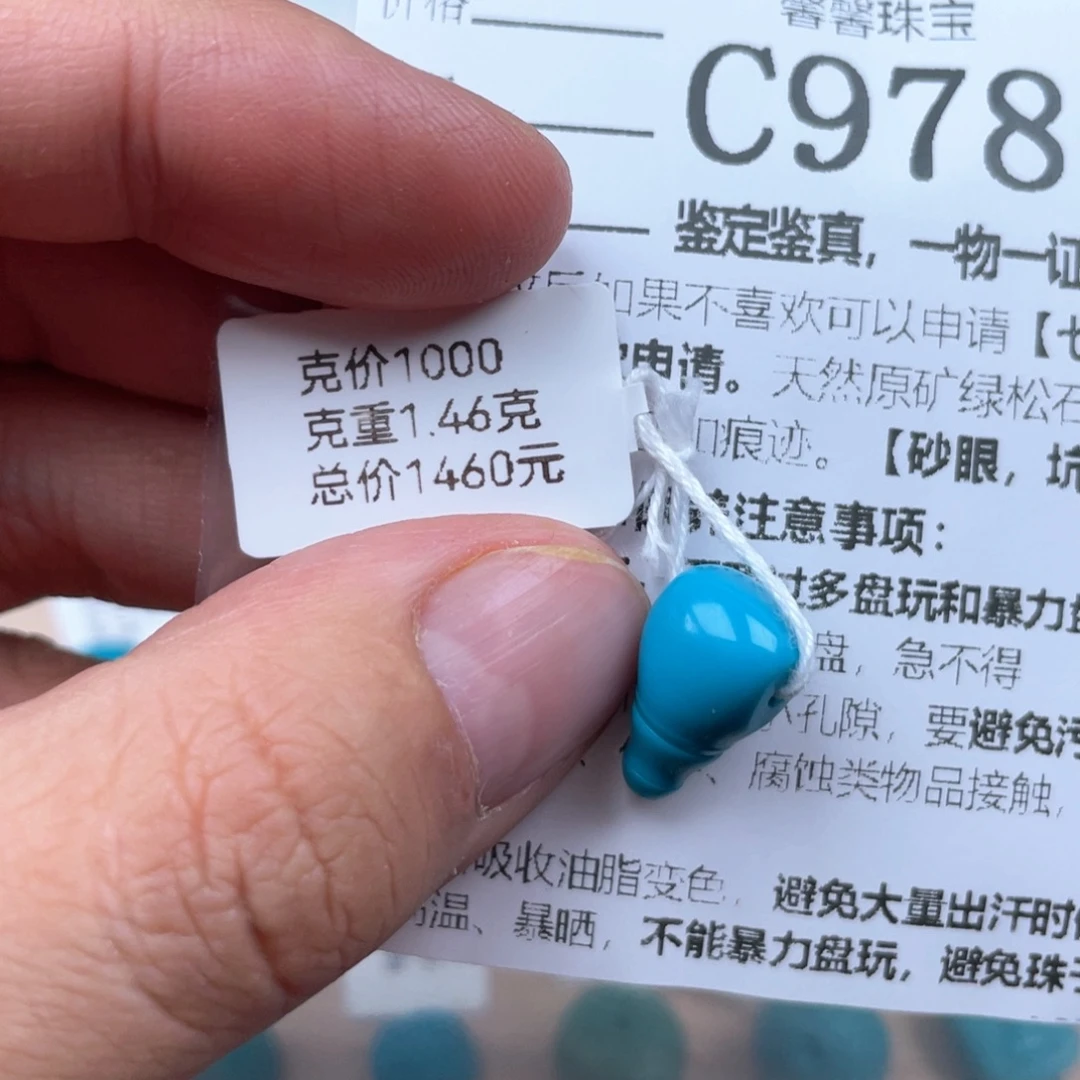 价格
馨馨珠宝
C978
鉴定鉴真，一物一证
如果不喜欢可以申请【七
申请。天然原矿绿松石
痕迹。【砂眼，坑
注意事项：
过多盘玩和暴力盘
盘，急不得
孔隙，要避免污
腐蚀类物品接触，
吸收油脂变色，避免大量出汗时
高温、暴晒，不能暴力盘玩，避免珠子
克价1000
克重1.46克
总价1460元